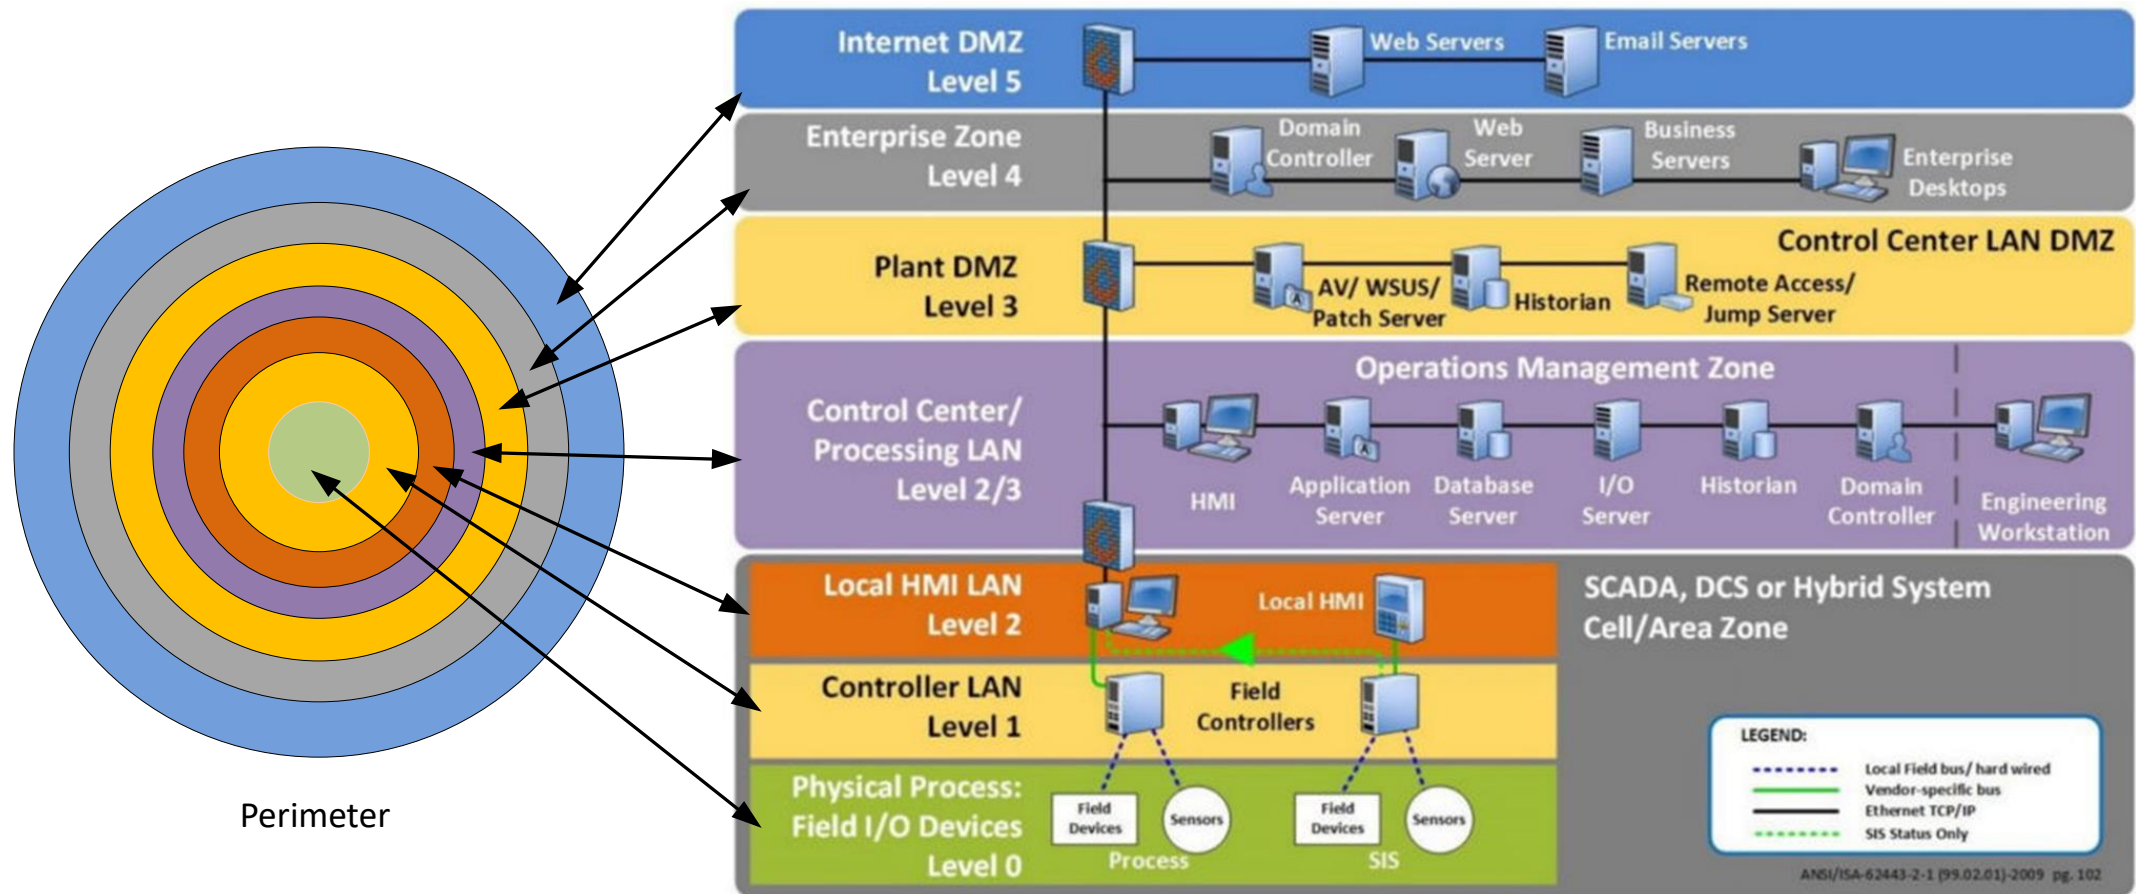 Internet DMZ
Level 5
Web Servers
Email Servers
Enterprise Zone
Level 4
Domain
Controller
Web
Server
Business
Servers
Enterprise
Desktops
Control Center LAN DMZ
Plant DMZ
Level 3
AV/ WSUS/
Patch Server
Historian
Remote Access/
Jump Server
Operations Management Zone
Control Center/
Processing LAN
Level 2/3
HMI
Application
Server
Database
Server
I/O
Server
Historian
Domain
Controller
Engineering
Workstation
Local HMI LAN
Level 2
Local HMI
SCADA, DCS or Hybrid System
Cell/Area Zone
Controller LAN
Level 1
Field
Controllers
Physical Process:
Field I/O Devices
Level 0
Field
Devices
Sensors
Process
Field
Devices
Sensors
SIS
LEGEND:
Local Field bus/ hard wired
Vendor-specific bus
Ethernet TCP/IP
SIS Status Only
ANSI/ISA-62443-2-1 (99.02.01)-2009 pg. 102
Perimeter